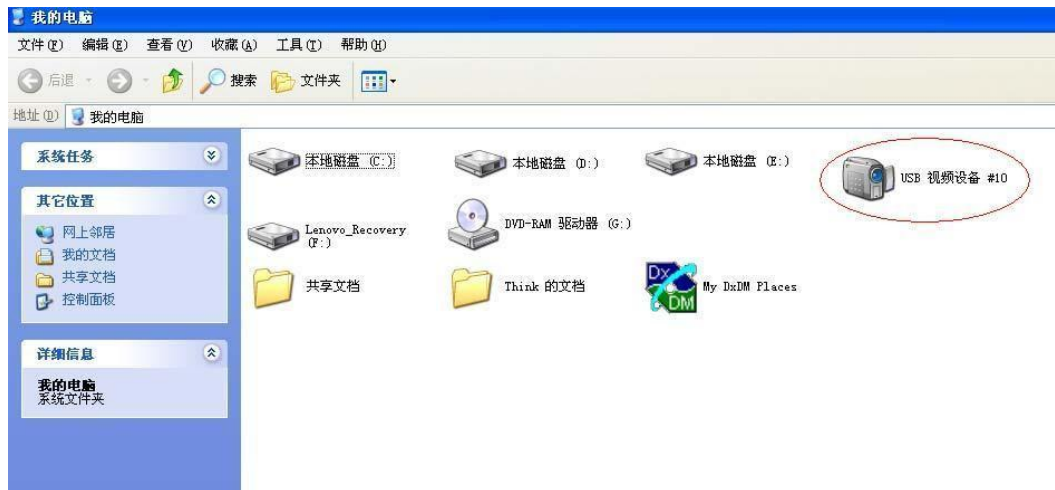 我的电脑
文件(F) 编辑(E) 查看(V) 收藏(A) 工具(T) 帮助(H)
后退 搜索 文件夹
地址(D) 我的电脑
系统任务
其它位置
网上邻居
我的文档
共享文档
控制面板
详细信息
我的电脑
系统文件夹
本地磁盘 (C:) 本地磁盘 (D:) 本地磁盘 (E:) USB 视频设备 #10
Lenovo_Recovery
(F:)
DVD-RAM 驱动器 (G:)
共享文档 Think 的文档 My DxDM Places
Dx
DM